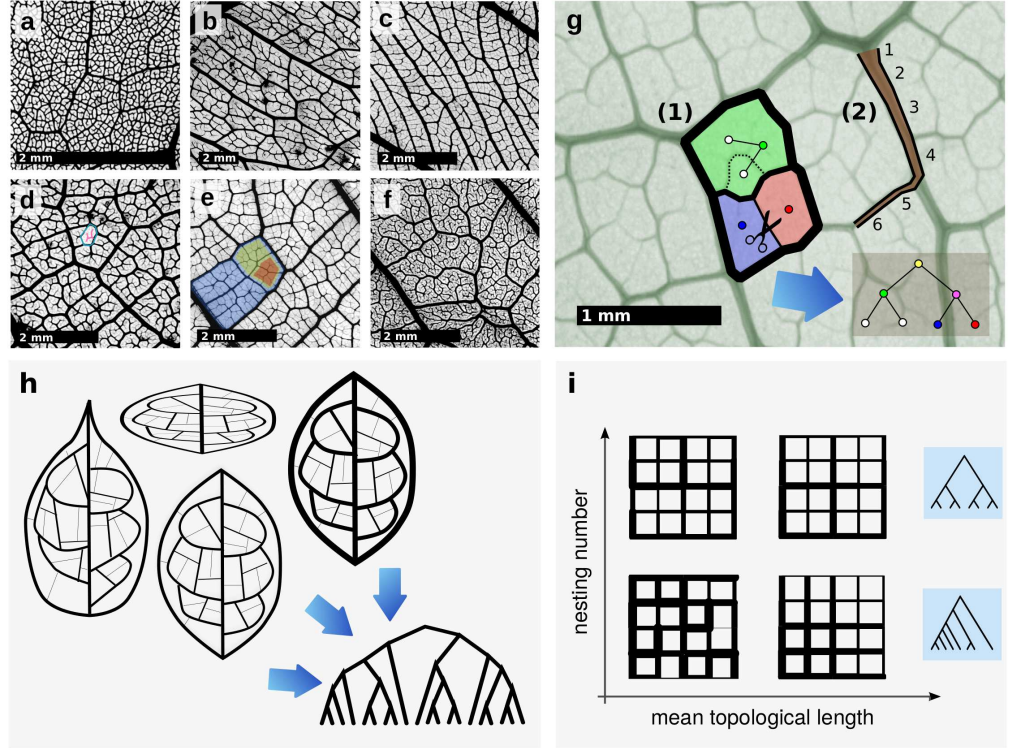 a
2 mm
b
2 mm
c
2 mm
d
2 mm
e
2 mm
f
2 mm
g
(1)
(2)
1
2
3
4
5
6
1 mm
h
i
nesting number
mean topological length